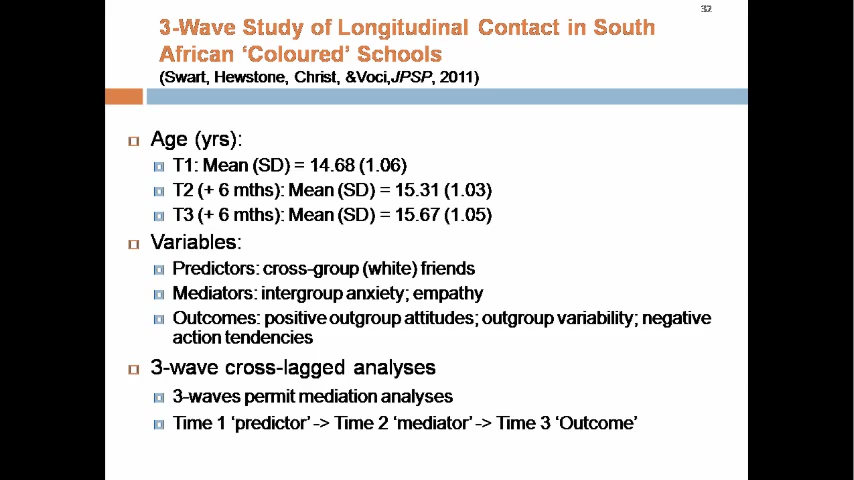 32
3-Wave Study of Longitudinal Contact in South
African ‘Coloured’ Schools
(Swart, Hewstone, Christ, &Voci,JPSP, 2011)
Age (yrs):
T1: Mean (SD) = 14.68 (1.06)
T2 (+ 6 mths): Mean (SD) = 15.31 (1.03)
T3 (+ 6 mths): Mean (SD) = 15.67 (1.05)
Variables:
Predictors: cross-group (white) friends
Mediators: intergroup anxiety; empathy
Outcomes: positive outgroup attitudes; outgroup variability; negative
action tendencies
3-wave cross-lagged analyses
3-waves permit mediation analyses
Time 1 ‘predictor’ -> Time 2 ‘mediator’ -> Time 3 ‘Outcome’